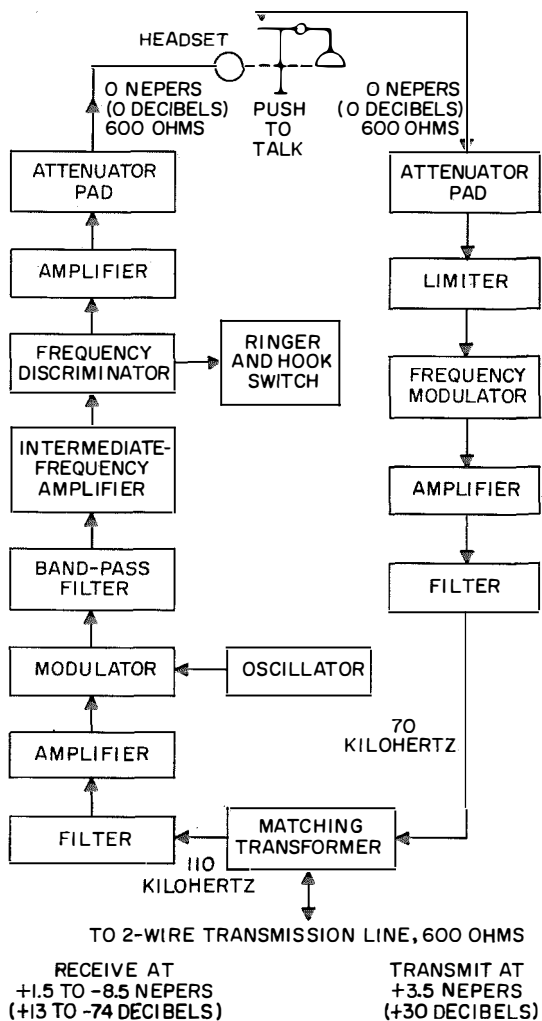 HEADSET
0 NEPERS
(0 DECIBELS)
600 OHMS
PUSH
TO
TALK
0 NEPERS
(0 DECIBELS)
600 OHMS
ATTENUATOR
PAD
AMPLIFIER
FREQUENCY
DISCRIMINATOR
RINGER
AND HOOK
SWITCH
INTERMEDIATE-
FREQUENCY
AMPLIFIER
BAND-PASS
FILTER
MODULATOR
OSCILLATOR
AMPLIFIER
FILTER
110
KILOHERTZ
MATCHING
TRANSFORMER
ATTENUATOR
PAD
LIMITER
FREQUENCY
MODULATOR
AMPLIFIER
FILTER
70
KILOHERTZ
TO 2-WIRE TRANSMISSION LINE, 600 OHMS
RECEIVE AT
+1.5 TO -8.5 NEPERS
(+13 TO -74 DECIBELS)
TRANSMIT AT
+3.5 NEPERS
(+30 DECIBELS)